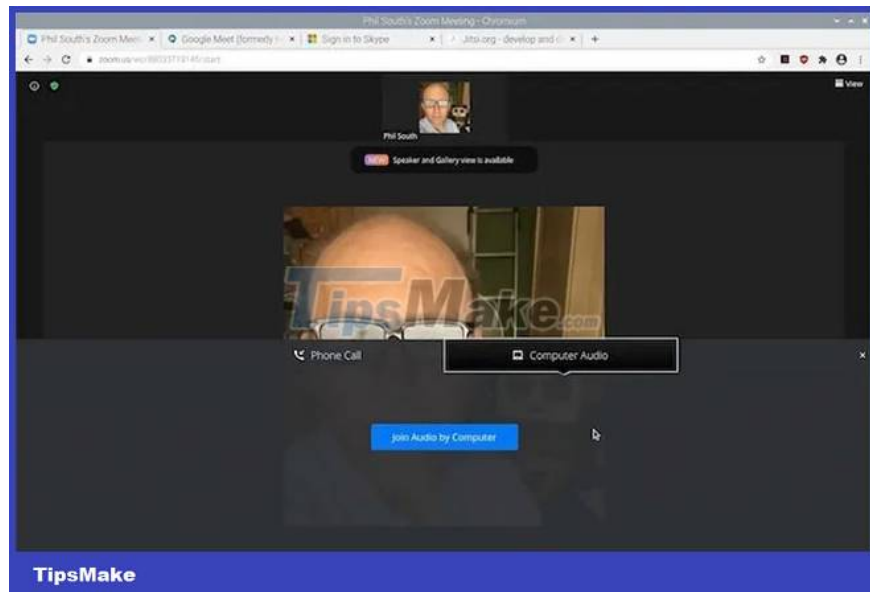 Phil South's Zoom Meeting - Chromium
Phil South's Zoom Meeti
Google Meet (formerly H
Sign in to Skype
Jitsi.org - develop and d
View
Phil South
NEW Speaker and Gallery view is available
TipsMake.com
Phone Call
Computer Audio
Join Audio by Computer
TipsMake